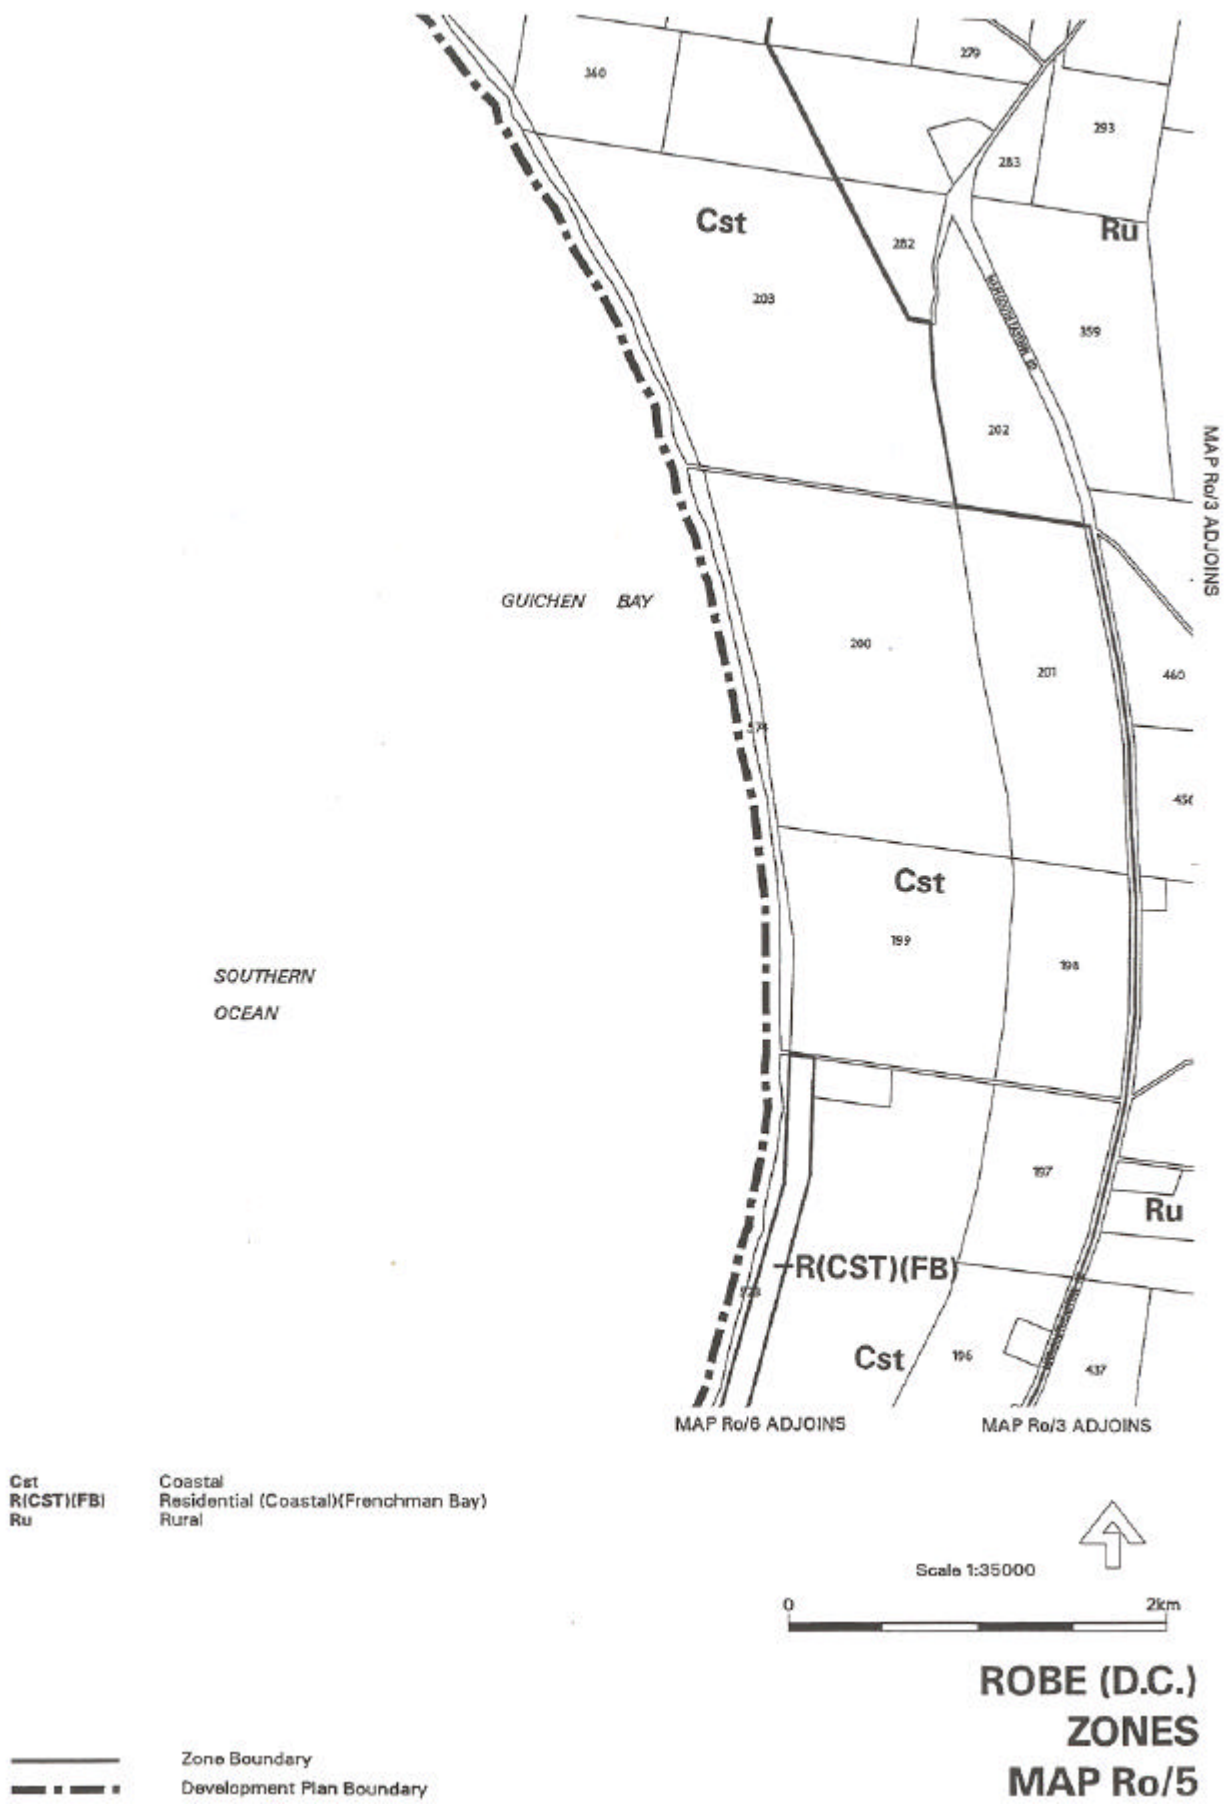 360
279
293
283
Cst
282
Ru
203
359
202
MAP Ro/3 ADJOINS
GUICHEN BAY
200
201
460
574
Cst
199
198
SOUTHERN
OCEAN
197
Ru
R(CST)(FB)
Cst
196
437
MAP Ro/6 ADJOINS
MAP Ro/3 ADJOINS
Cst Coastal
R(CST)(FB) Residential (Coastal)(Frenchman Bay)
Ru Rural
Scale 1:35000
0 2km
ROBE (D.C.)
ZONES
MAP Ro/5
Zone Boundary
Development Plan Boundary